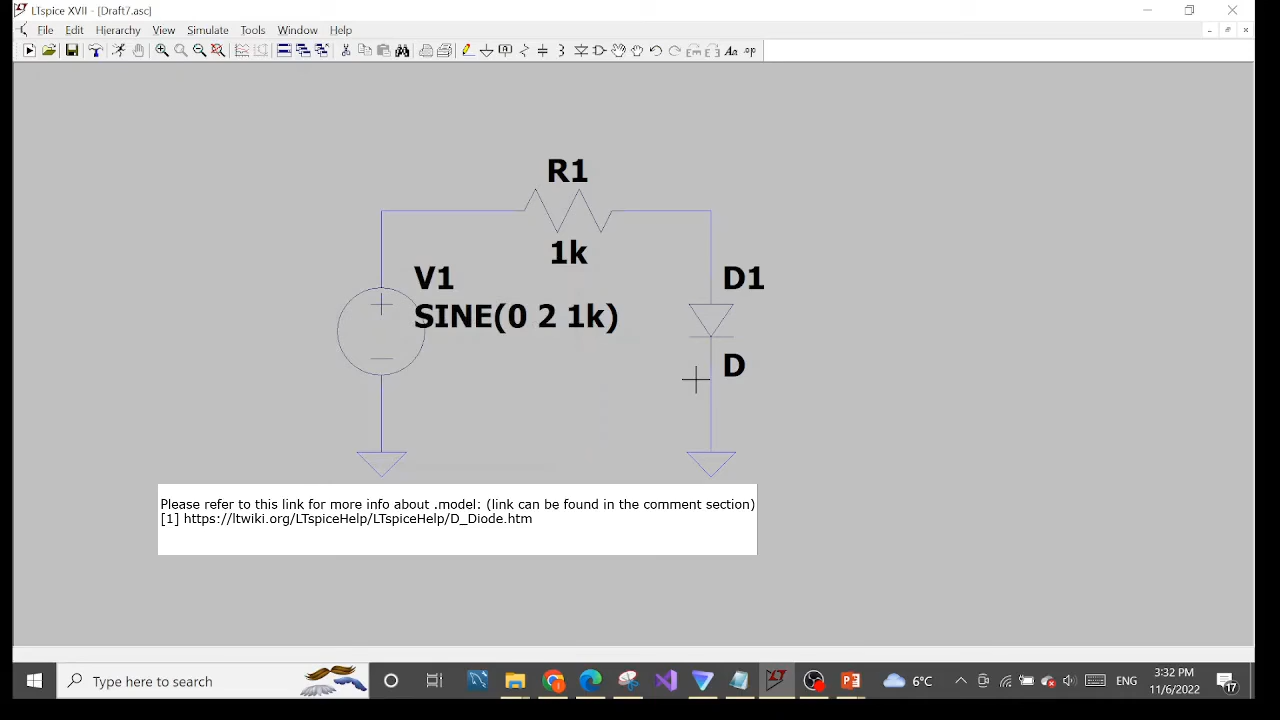 LTspice XVII - [Draft7.asc]
File Edit Hierarchy View Simulate Tools Window Help
Aa .op
R1
1k
V1
SINE(0 2 1k)
D1
D
Please refer to this link for more info about .model: (link can be found in the comment section)
[1] https://ltwiki.org/LTspiceHelp/LTspiceHelp/D_Diode.htm
Type here to search
6°C
ENG
3:32 PM
11/6/2022
17